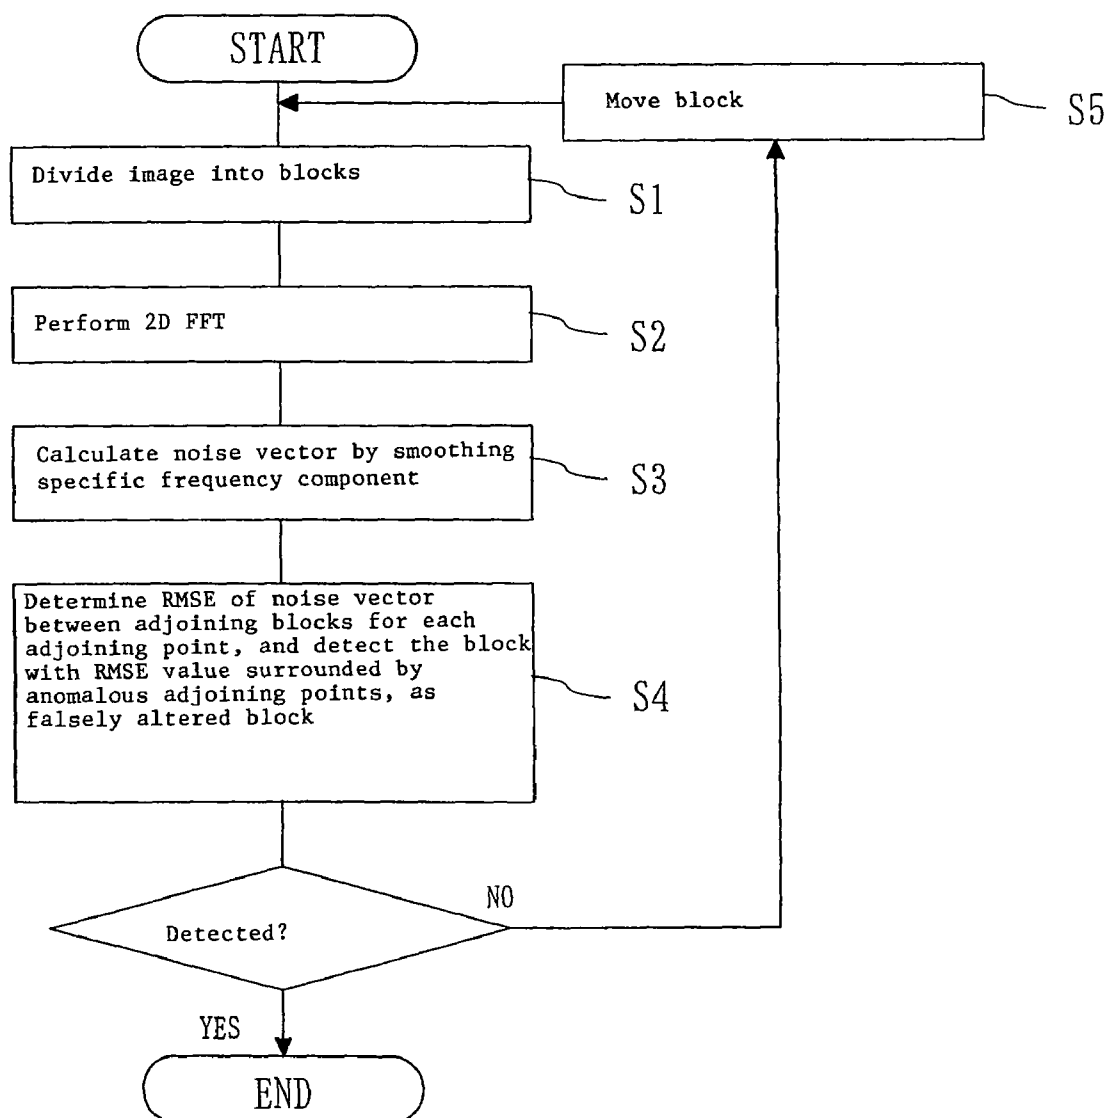 START
Move block
S5
Divide image into blocks
S1
Perform 2D FFT
S2
Calculate noise vector by smoothing
specific frequency component
S3
Determine RMSE of noise vector
between adjoining blocks for each
adjoining point, and detect the block
with RMSE value surrounded by
anomalous adjoining points, as
falsely altered block
S4
NO
Detected?
YES
END